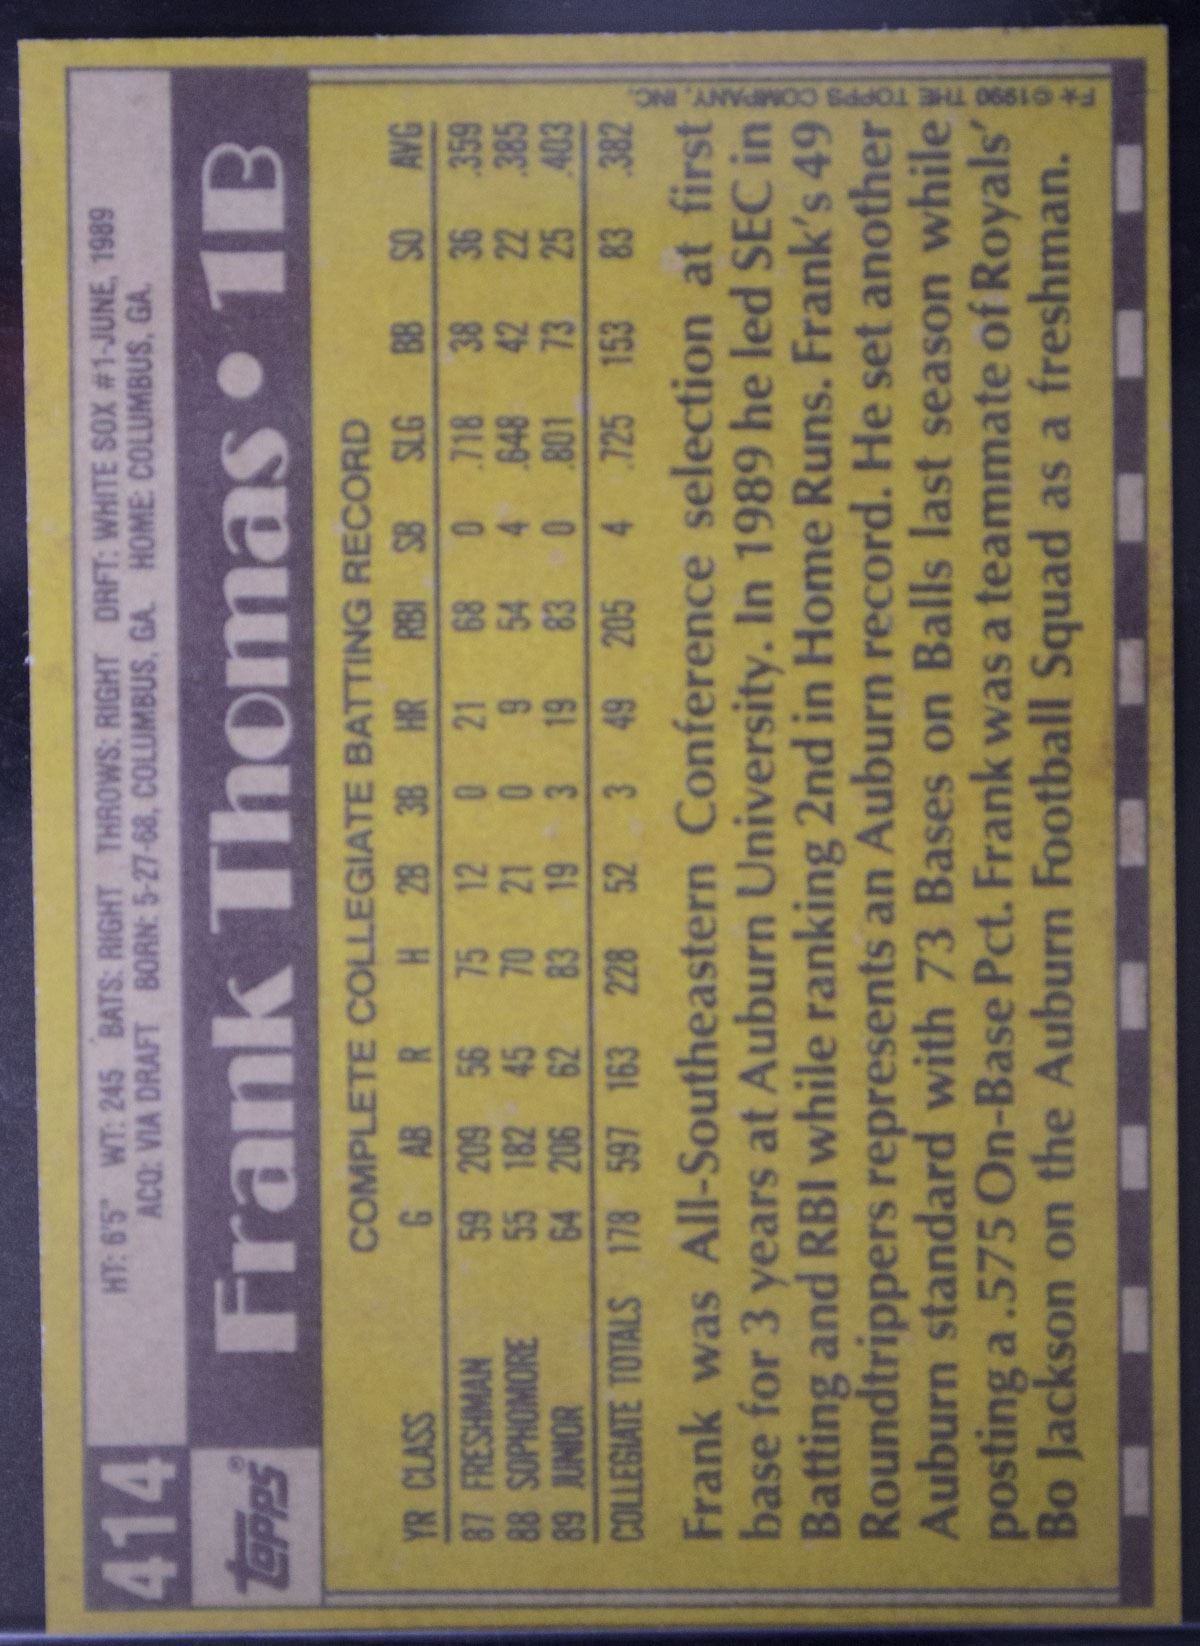 414
HT: 6'5" WT: 245 BATS: RIGHT THROWS: RIGHT DRFT: WHITE SOX #1-JUNE, 1989
ACQ: VIA DRAFT BORN: 5-27-68, COLUMBUS, GA. HOME: COLUMBUS, GA.
topps® Frank Thomas • 1B
COMPLETE COLLEGIATE BATTING RECORD
YR CLASS G AB R H 2B 3B HR RBI SB SLG BB SO AVG
87 FRESHMAN 59 209 56 75 12 0 21 68 0 .718 38 36 .359
88 SOPHOMORE 55 182 45 70 21 0 9 54 4 .648 42 22 .385
89 JUNIOR 64 206 62 83 19 3 19 83 0 .801 73 25 .403
COLLEGIATE TOTALS 178 597 163 228 52 3 49 205 4 .725 153 83 .382
Frank was All-Southeastern Conference selection at first
base for 3 years at Auburn University. In 1989 he led SEC in
Batting and RBI while ranking 2nd in Home Runs. Frank's 49
Roundtrippers represents an Auburn record. He set another
Auburn standard with 73 Bases on Balls last season while
posting a .575 On-Base Pct. Frank was a teammate of Royals'
Bo Jackson on the Auburn Football Squad as a freshman.
F★ ©1990 THE TOPPS COMPANY, INC.